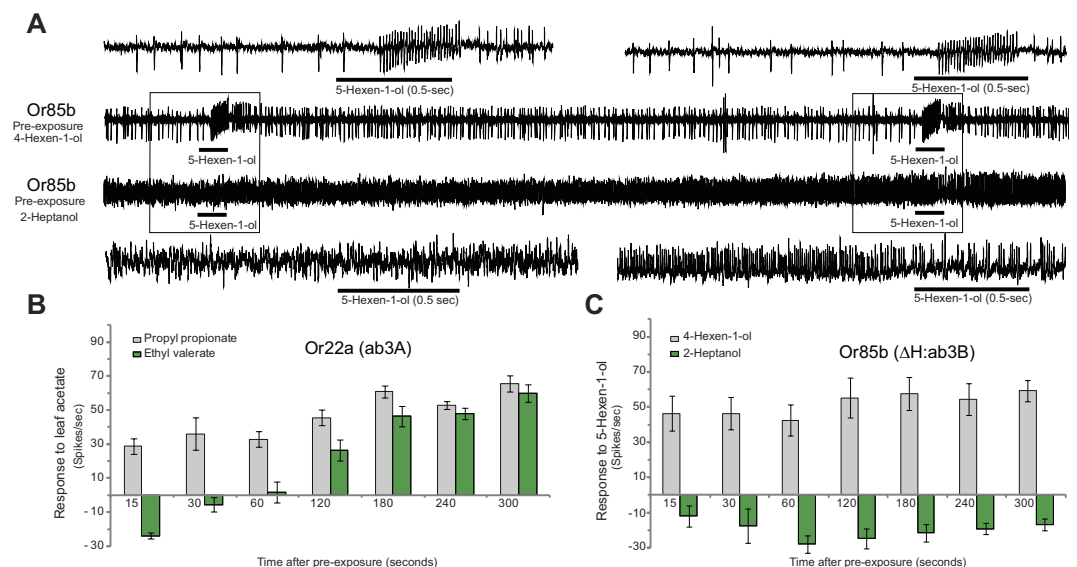 A
5-Hexen-1-ol (0.5-sec)
5-Hexen-1-ol (0.5-sec)
Or85b
Pre-exposure
4-Hexen-1-ol
5-Hexen-1-ol
5-Hexen-1-ol
Or85b
Pre-exposure
2-Heptanol
5-Hexen-1-ol
5-Hexen-1-ol
5-Hexen-1-ol (0.5 sec)
5-Hexen-1-ol (0.5-sec)
B
Propyl propionate
Ethyl valerate
Or22a (ab3A)
Response to leaf acetate
(Spikes/sec)
90
70
50
30
10
-10
-30
15
30
60
120
180
240
300
Time after pre-exposure (seconds)
C
4-Hexen-1-ol
2-Heptanol
Or85b (ΔH:ab3B)
Response to 5-Hexen-1-ol
(Spikes/sec)
90
70
50
30
10
-10
-30
15
30
60
120
180
240
300
Time after pre-exposure (seconds)